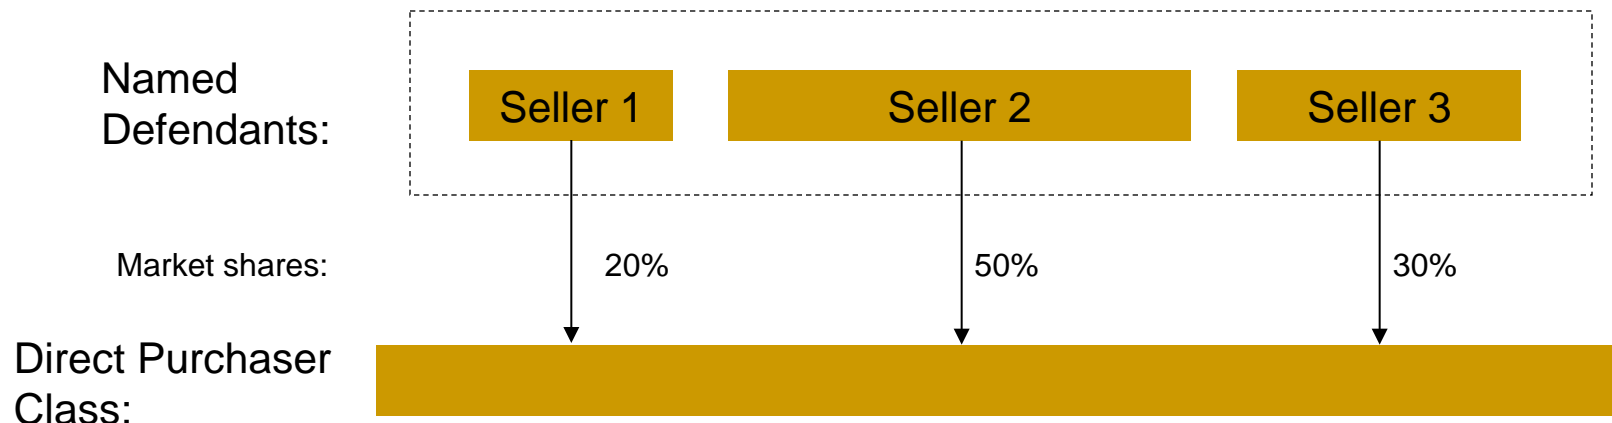 Named
Defendants:
Seller 1
Seller 2
Seller 3
Market shares:
20%
50%
30%
Direct Purchaser
Class: